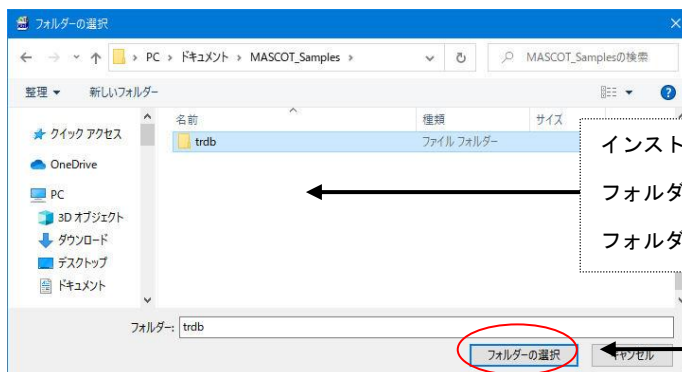 フォルダーの選択
PC > ドキュメント > MASCOT_Samples >
MASCOT_Samplesの検索
整理 新しいフォルダー
名前 種類 サイズ
クイック アクセス
trdb ファイル フォルダー
OneDrive
PC
3D オブジェクト
ダウンロード
デスクトップ
ドキュメント
インスト
フォルダ
フォルダ
フォルダー: trdb
フォルダーの選択 キャンセル